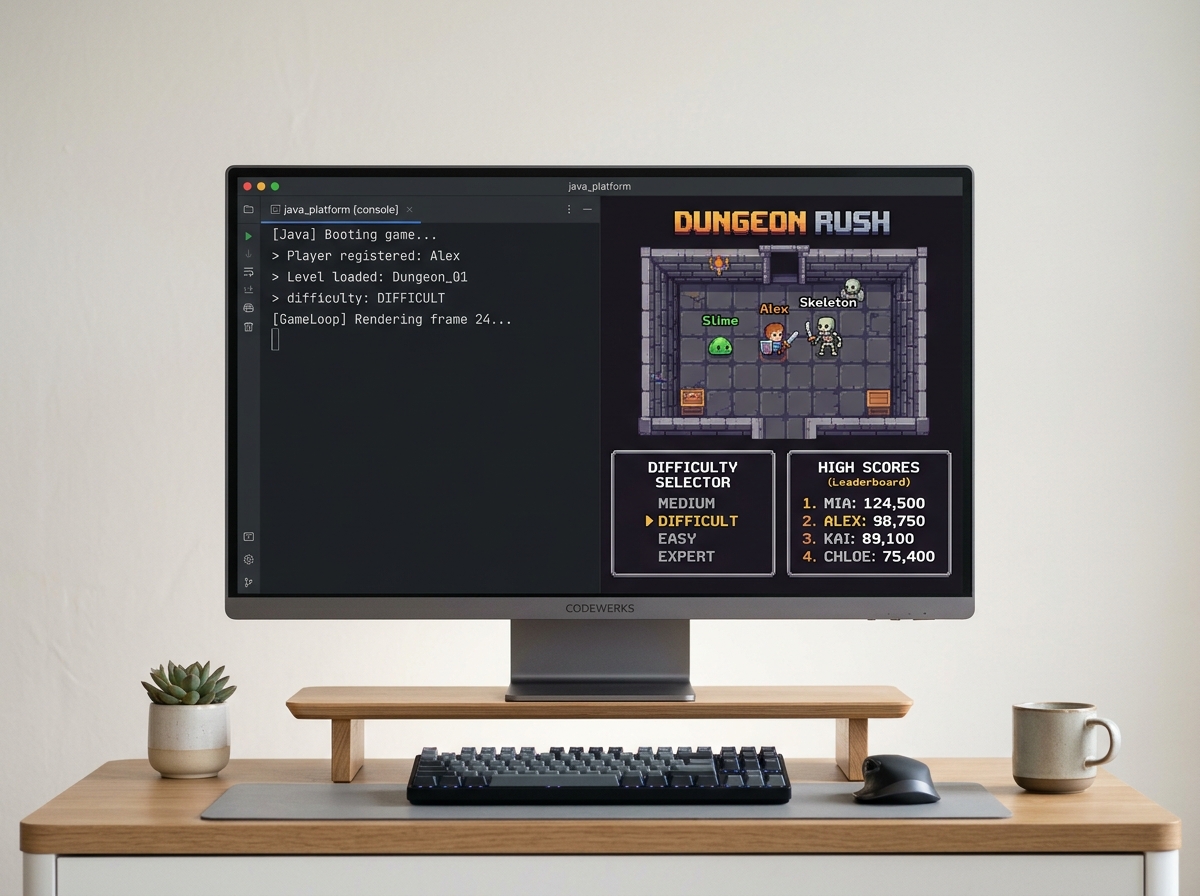 java_platform
java_platform [console]
[Java] Booting game...
> Player registered: Alex
> Level loaded: Dungeon_01
> difficulty: DIFFICULT
[GameLoop] Rendering frame 24...
DUNGEON RUSH
Skeleton
Alex
Slime
DIFFICULTY
SELECTOR
MEDIUM
DIFFICULT
EASY
EXPERT
HIGH SCORES
(Leaderboard)
1. MIA: 124,500
2. ALEX: 98,750
3. KAI: 89,100
4. CHLOE: 75,400
CODEWERKS